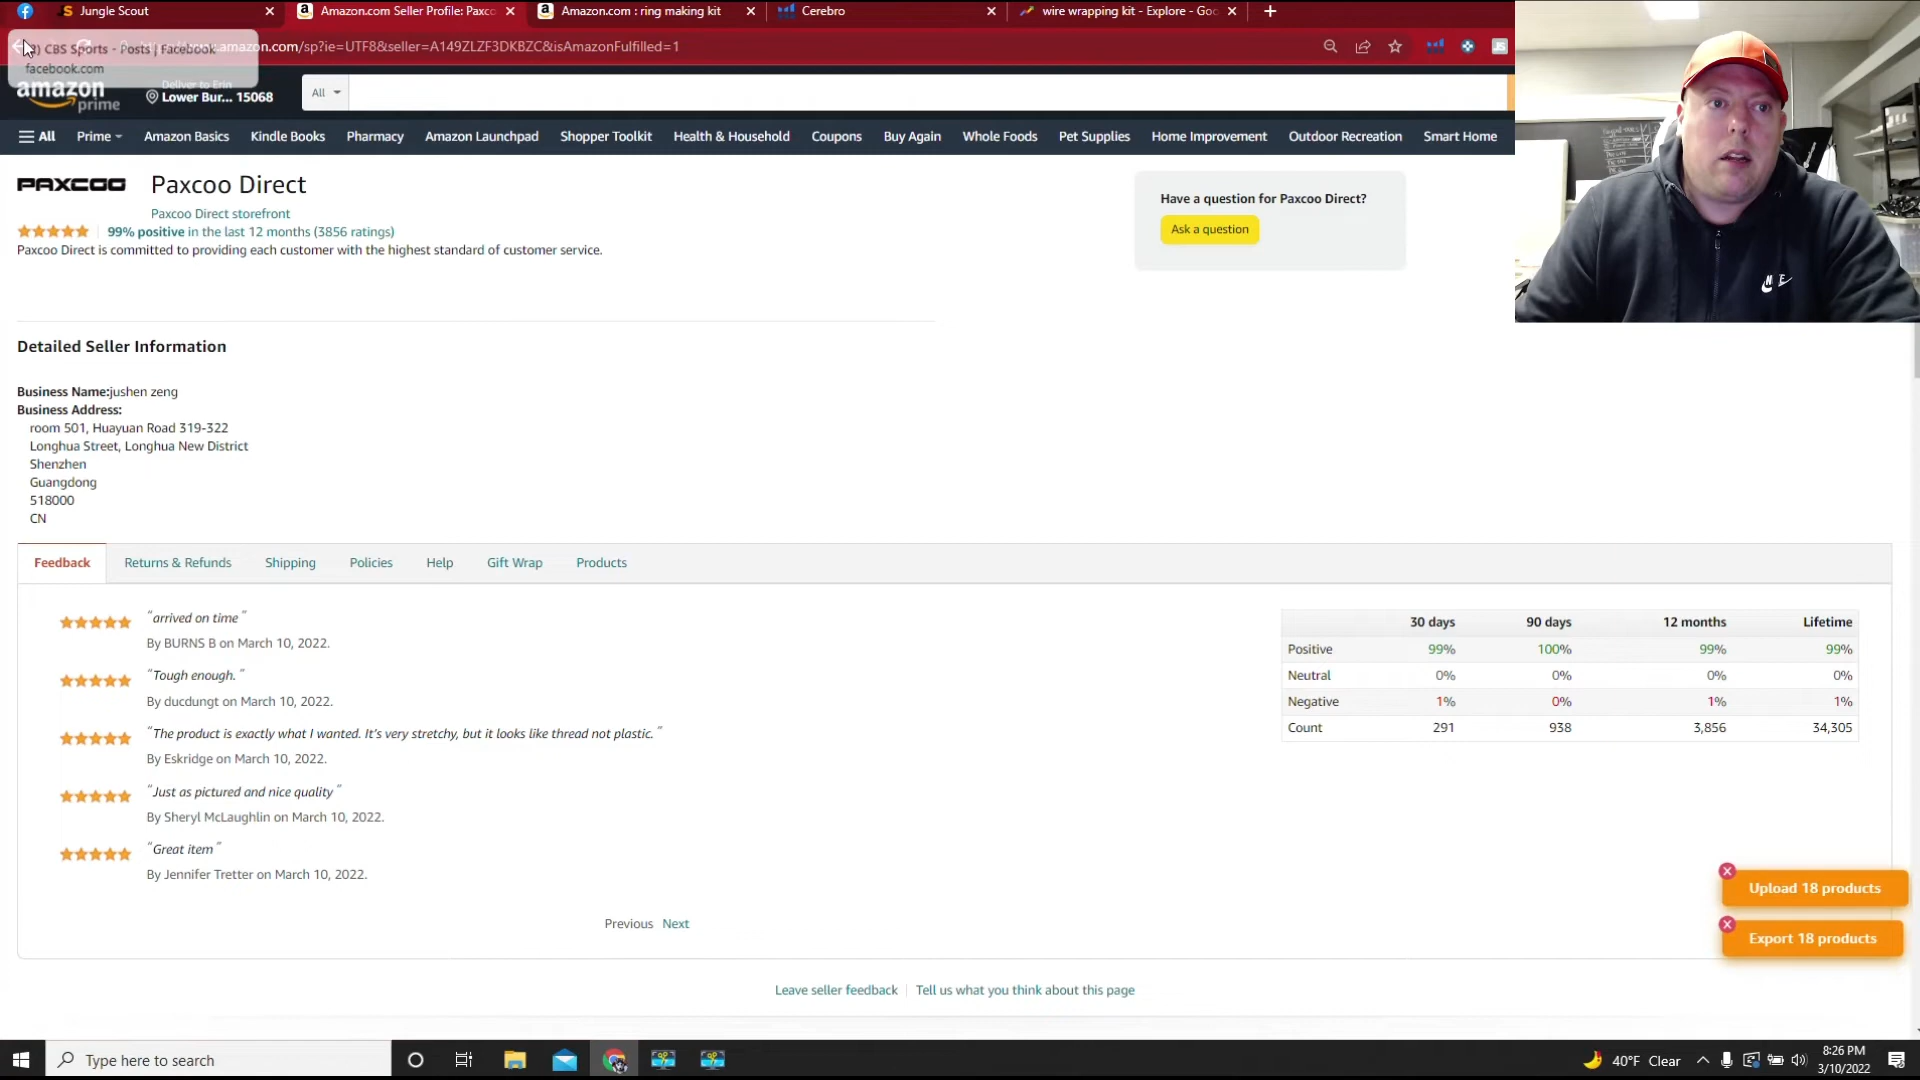 Jungle Scout
Amazon.com Seller Profile: Paxco
Amazon.com : ring making kit
Cerebro
wire wrapping kit - Explore - Goo
CBS Sports - Posts | Facebook
facebook.com
amazon.com/sp?ie=UTF8&seller=A149ZLZF3DKBZC&isAmazonFulfilled=1
amazon prime
Deliver to Erin
Lower Bur... 15068
All
All Prime Amazon Basics Kindle Books Pharmacy Amazon Launchpad Shopper Toolkit Health & Household Coupons Buy Again Whole Foods Pet Supplies Home Improvement Outdoor Recreation Smart Home
PAXCOO Paxcoo Direct
Paxcoo Direct storefront
99% positive in the last 12 months (3856 ratings)
Paxcoo Direct is committed to providing each customer with the highest standard of customer service.
Have a question for Paxcoo Direct?
Ask a question
Detailed Seller Information
Business Name:jushen zeng
Business Address:
room 501, Huayuan Road 319-322
Longhua Street, Longhua New District
Shenzhen
Guangdong
518000
CN
Feedback Returns & Refunds Shipping Policies Help Gift Wrap Products
"arrived on time"
By BURNS B on March 10, 2022.
"Tough enough."
By ducdungt on March 10, 2022.
"The product is exactly what I wanted. It's very stretchy, but it looks like thread not plastic."
By Eskridge on March 10, 2022.
"Just as pictured and nice quality"
By Sheryl McLaughlin on March 10, 2022.
"Great item"
By Jennifer Tretter on March 10, 2022.
Previous Next
30 days 90 days 12 months Lifetime
Positive 99% 100% 99% 99%
Neutral 0% 0% 0% 0%
Negative 1% 0% 1% 1%
Count 291 938 3,856 34,305
Upload 18 products
Export 18 products
Leave seller feedback | Tell us what you think about this page
Type here to search
40°F Clear
8:26 PM
3/10/2022